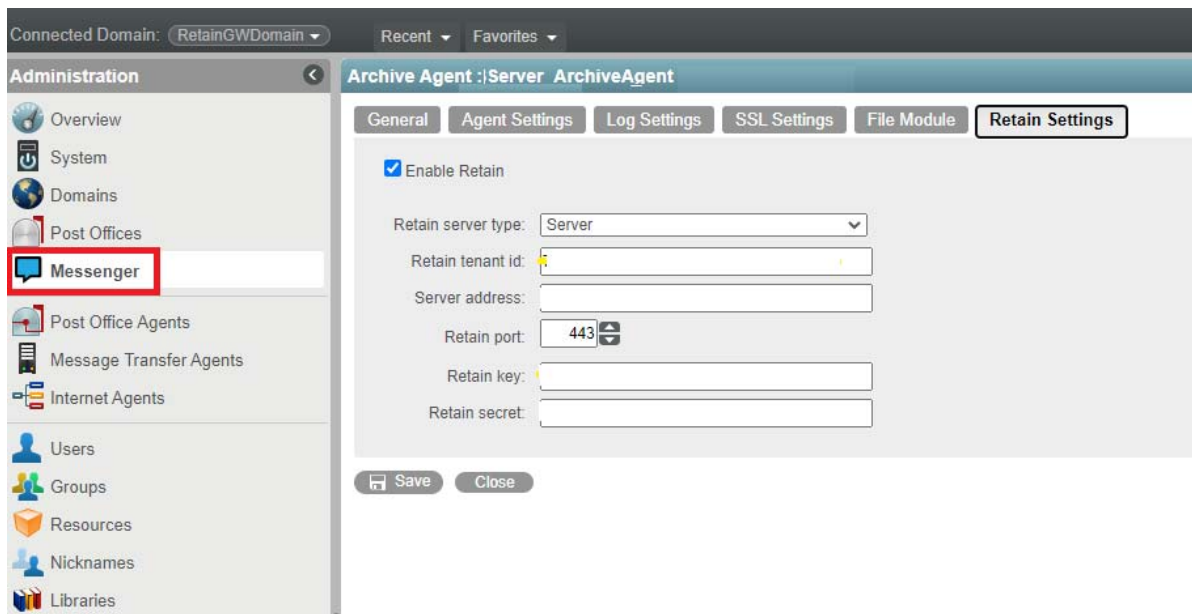 Connected Domain: RetainGWDomain Recent Favorites
Administration
Overview
System
Domains
Post Offices
Messenger
Post Office Agents
Message Transfer Agents
Internet Agents
Users
Groups
Resources
Nicknames
Libraries
Archive Agent : Server ArchiveAgent
General Agent Settings Log Settings SSL Settings File Module Retain Settings
Enable Retain
Retain server type: Server
Retain tenant id:
Server address:
Retain port: 443
Retain key:
Retain secret:
Save Close